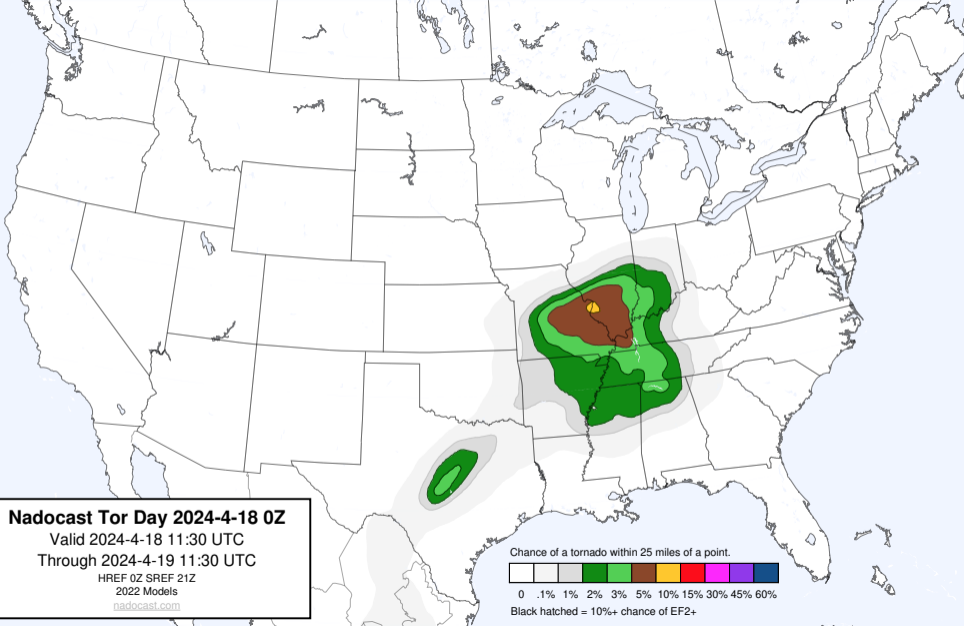 Nadocast Tor Day 2024-4-18 0Z
Valid 2024-4-18 11:30 UTC
Through 2024-4-19 11:30 UTC
HREF 0Z SREF 21Z
2022 Models
nadocast.com
Chance of a tornado within 25 miles of a point.
0 .1% 1% 2% 3% 5% 10% 15% 30% 45% 60%
Black hatched = 10%+ chance of EF2+